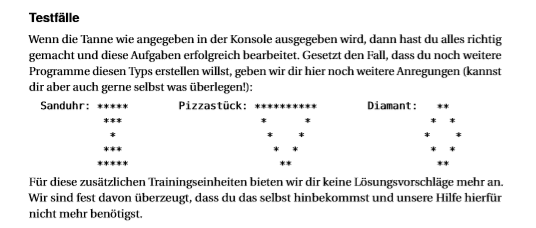 Testfälle
Wenn die Tanne wie angegeben in der Konsole ausgegeben wird, dann hast du alles richtig
gemacht und diese Aufgaben erfolgreich bearbeitet. Gesetzt den Fall, dass du noch weitere
Programme diesen Typs erstellen willst, geben wir dir hier noch weitere Anregungen (kannst
dir aber auch gerne selbst was überlegen!):
Sanduhr: ***** Pizzastück: ********** Diamant: **
*** * * * *
* * * * *
*** * * * *
***** ** **
Für diese zusätzlichen Trainingseinheiten bieten wir dir keine Lösungsvorschläge mehr an.
Wir sind fest davon überzeugt, dass du das selbst hinbekommst und unsere Hilfe hierfür
nicht mehr benötigst.